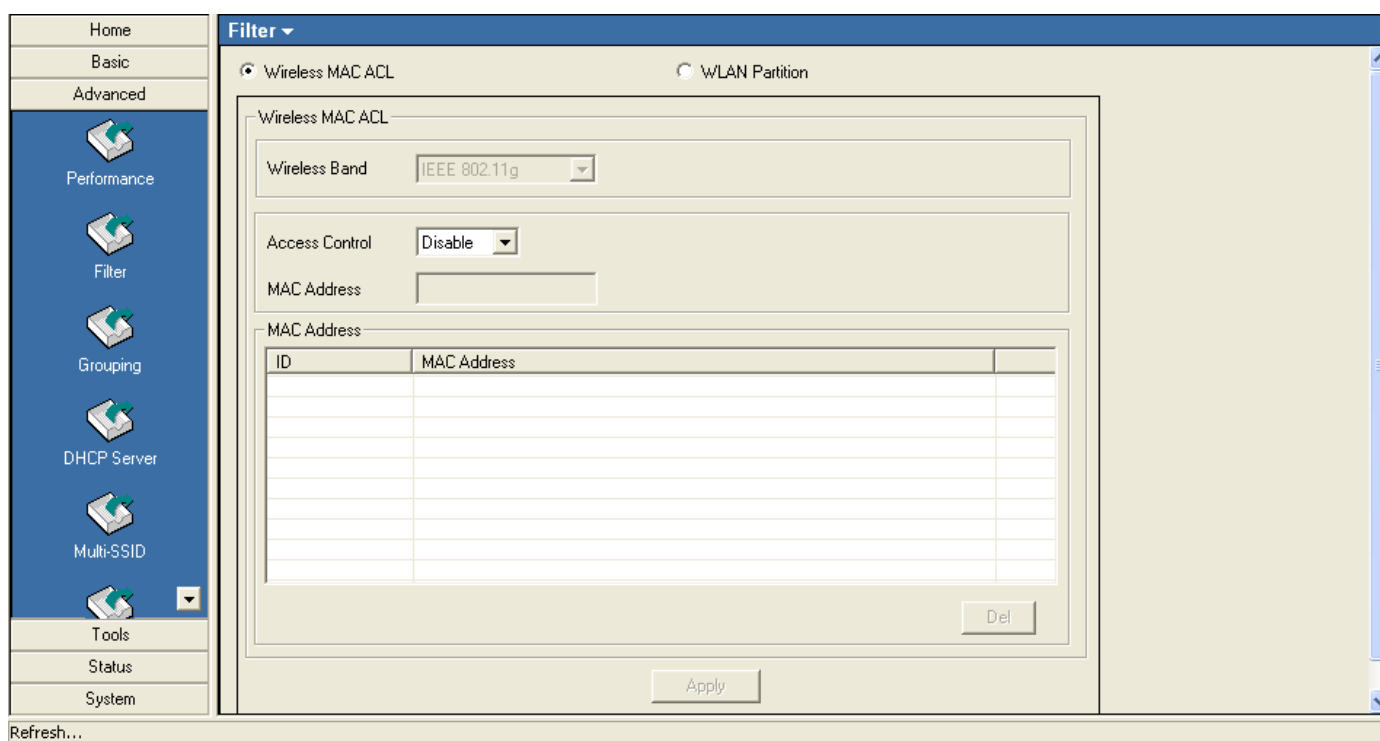 Home
Basic
Advanced
Performance
Filter
Grouping
DHCP Server
Multi-SSID
Tools
Status
System
Filter
Wireless MAC ACL
WLAN Partition
Wireless MAC ACL
Wireless Band
IEEE 802.11g
Access Control
Disable
MAC Address
MAC Address
ID
MAC Address
Del
Apply
Refresh...